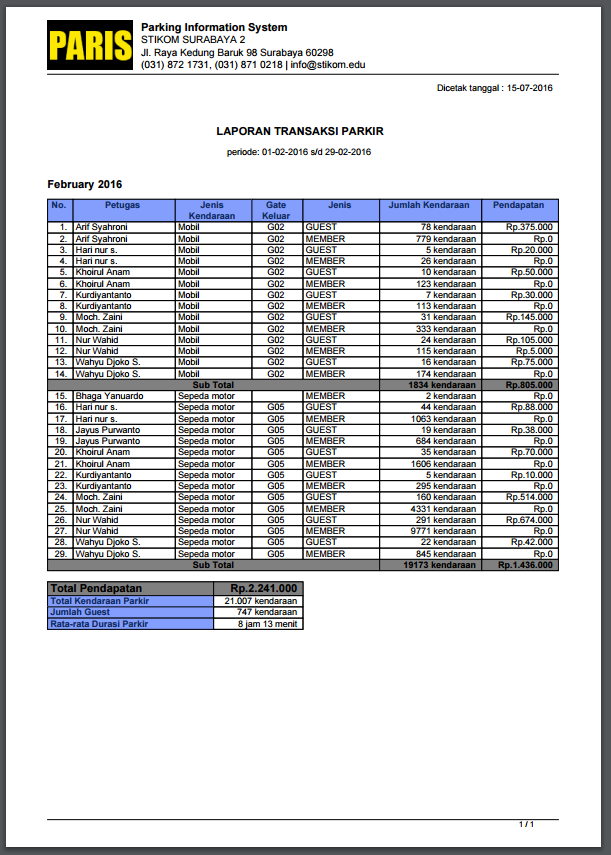 PARIS
Parking Information System
STIKOM SURABAYA 2
Jl. Raya Kedung Baruk 98 Surabaya 60298
(031) 872 1731, (031) 871 0218 | info@stikom.edu
Dicetak tanggal : 15-07-2016
LAPORAN TRANSAKSI PARKIR
periode: 01-02-2016 s/d 29-02-2016
February 2016
No. Petugas Jenis Kendaraan Gate Keluar Jenis Jumlah Kendaraan Pendapatan
1. Arif Syahroni Mobil G02 GUEST 78 kendaraan Rp.375.000
2. Arif Syahroni Mobil G02 MEMBER 779 kendaraan Rp.0
3. Hari nur s. Mobil G02 GUEST 5 kendaraan Rp.20.000
4. Hari nur s. Mobil G02 MEMBER 26 kendaraan Rp.0
5. Khoirul Anam Mobil G02 GUEST 10 kendaraan Rp.50.000
6. Khoirul Anam Mobil G02 MEMBER 123 kendaraan Rp.0
7. Kurdiyantanto Mobil G02 GUEST 7 kendaraan Rp.30.000
8. Kurdiyantanto Mobil G02 MEMBER 113 kendaraan Rp.0
9. Moch. Zaini Mobil G02 GUEST 31 kendaraan Rp.145.000
10. Moch. Zaini Mobil G02 MEMBER 333 kendaraan Rp.0
11. Nur Wahid Mobil G02 GUEST 24 kendaraan Rp.105.000
12. Nur Wahid Mobil G02 MEMBER 115 kendaraan Rp.5.000
13. Wahyu Djoko S. Mobil G02 GUEST 16 kendaraan Rp.75.000
14. Wahyu Djoko S. Mobil G02 MEMBER 174 kendaraan Rp.0
Sub Total 1834 kendaraan Rp.805.000
15. Bhaga Yanuardo Sepeda motor MEMBER 2 kendaraan Rp.0
16. Hari nur s. Sepeda motor G05 GUEST 44 kendaraan Rp.88.000
17. Hari nur s. Sepeda motor G05 MEMBER 1063 kendaraan Rp.0
18. Jayus Purwanto Sepeda motor G05 GUEST 19 kendaraan Rp.38.000
19. Jayus Purwanto Sepeda motor G05 MEMBER 684 kendaraan Rp.0
20. Khoirul Anam Sepeda motor G05 GUEST 35 kendaraan Rp.70.000
21. Khoirul Anam Sepeda motor G05 MEMBER 1606 kendaraan Rp.0
22. Kurdiyantanto Sepeda motor G05 GUEST 5 kendaraan Rp.10.000
23. Kurdiyantanto Sepeda motor G05 MEMBER 295 kendaraan Rp.0
24. Moch. Zaini Sepeda motor G05 GUEST 160 kendaraan Rp.514.000
25. Moch. Zaini Sepeda motor G05 MEMBER 4331 kendaraan Rp.0
26. Nur Wahid Sepeda motor G05 GUEST 291 kendaraan Rp.674.000
27. Nur Wahid Sepeda motor G05 MEMBER 9771 kendaraan Rp.0
28. Wahyu Djoko S. Sepeda motor G05 GUEST 22 kendaraan Rp.42.000
29. Wahyu Djoko S. Sepeda motor G05 MEMBER 845 kendaraan Rp.0
Sub Total 19173 kendaraan Rp.1.436.000
Total Pendapatan Rp.2.241.000
Total Kendaraan Parkir 21.007 kendaraan
Jumlah Guest 747 kendaraan
Rata-rata Durasi Parkir 8 jam 13 menit
1 / 1